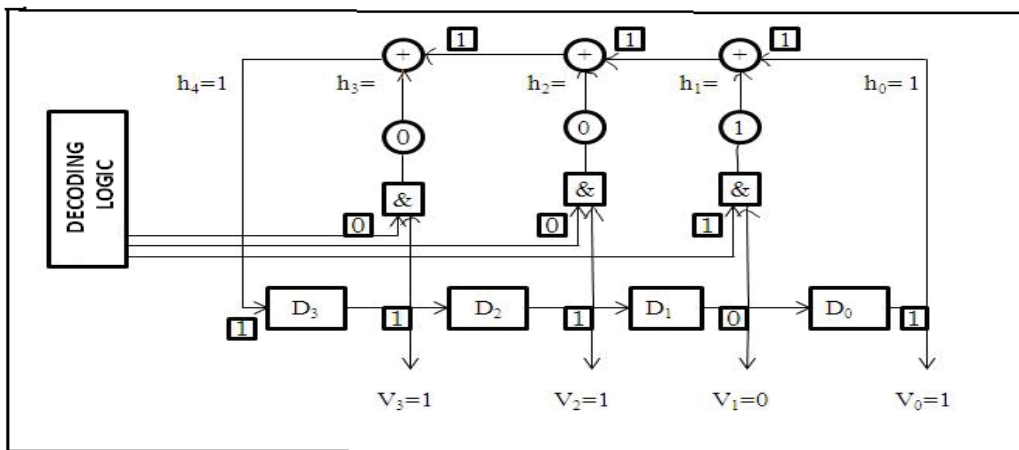 1 1 1
+ + +
h₄=1 h₃= h₂= h₁= h₀= 1
DECODING
LOGIC
0 0 1
& & &
0 0 1
D₃ D₂ D₁ D₀
1 1 1 0 1
V₃=1 V₂=1 V₁=0 V₀=1